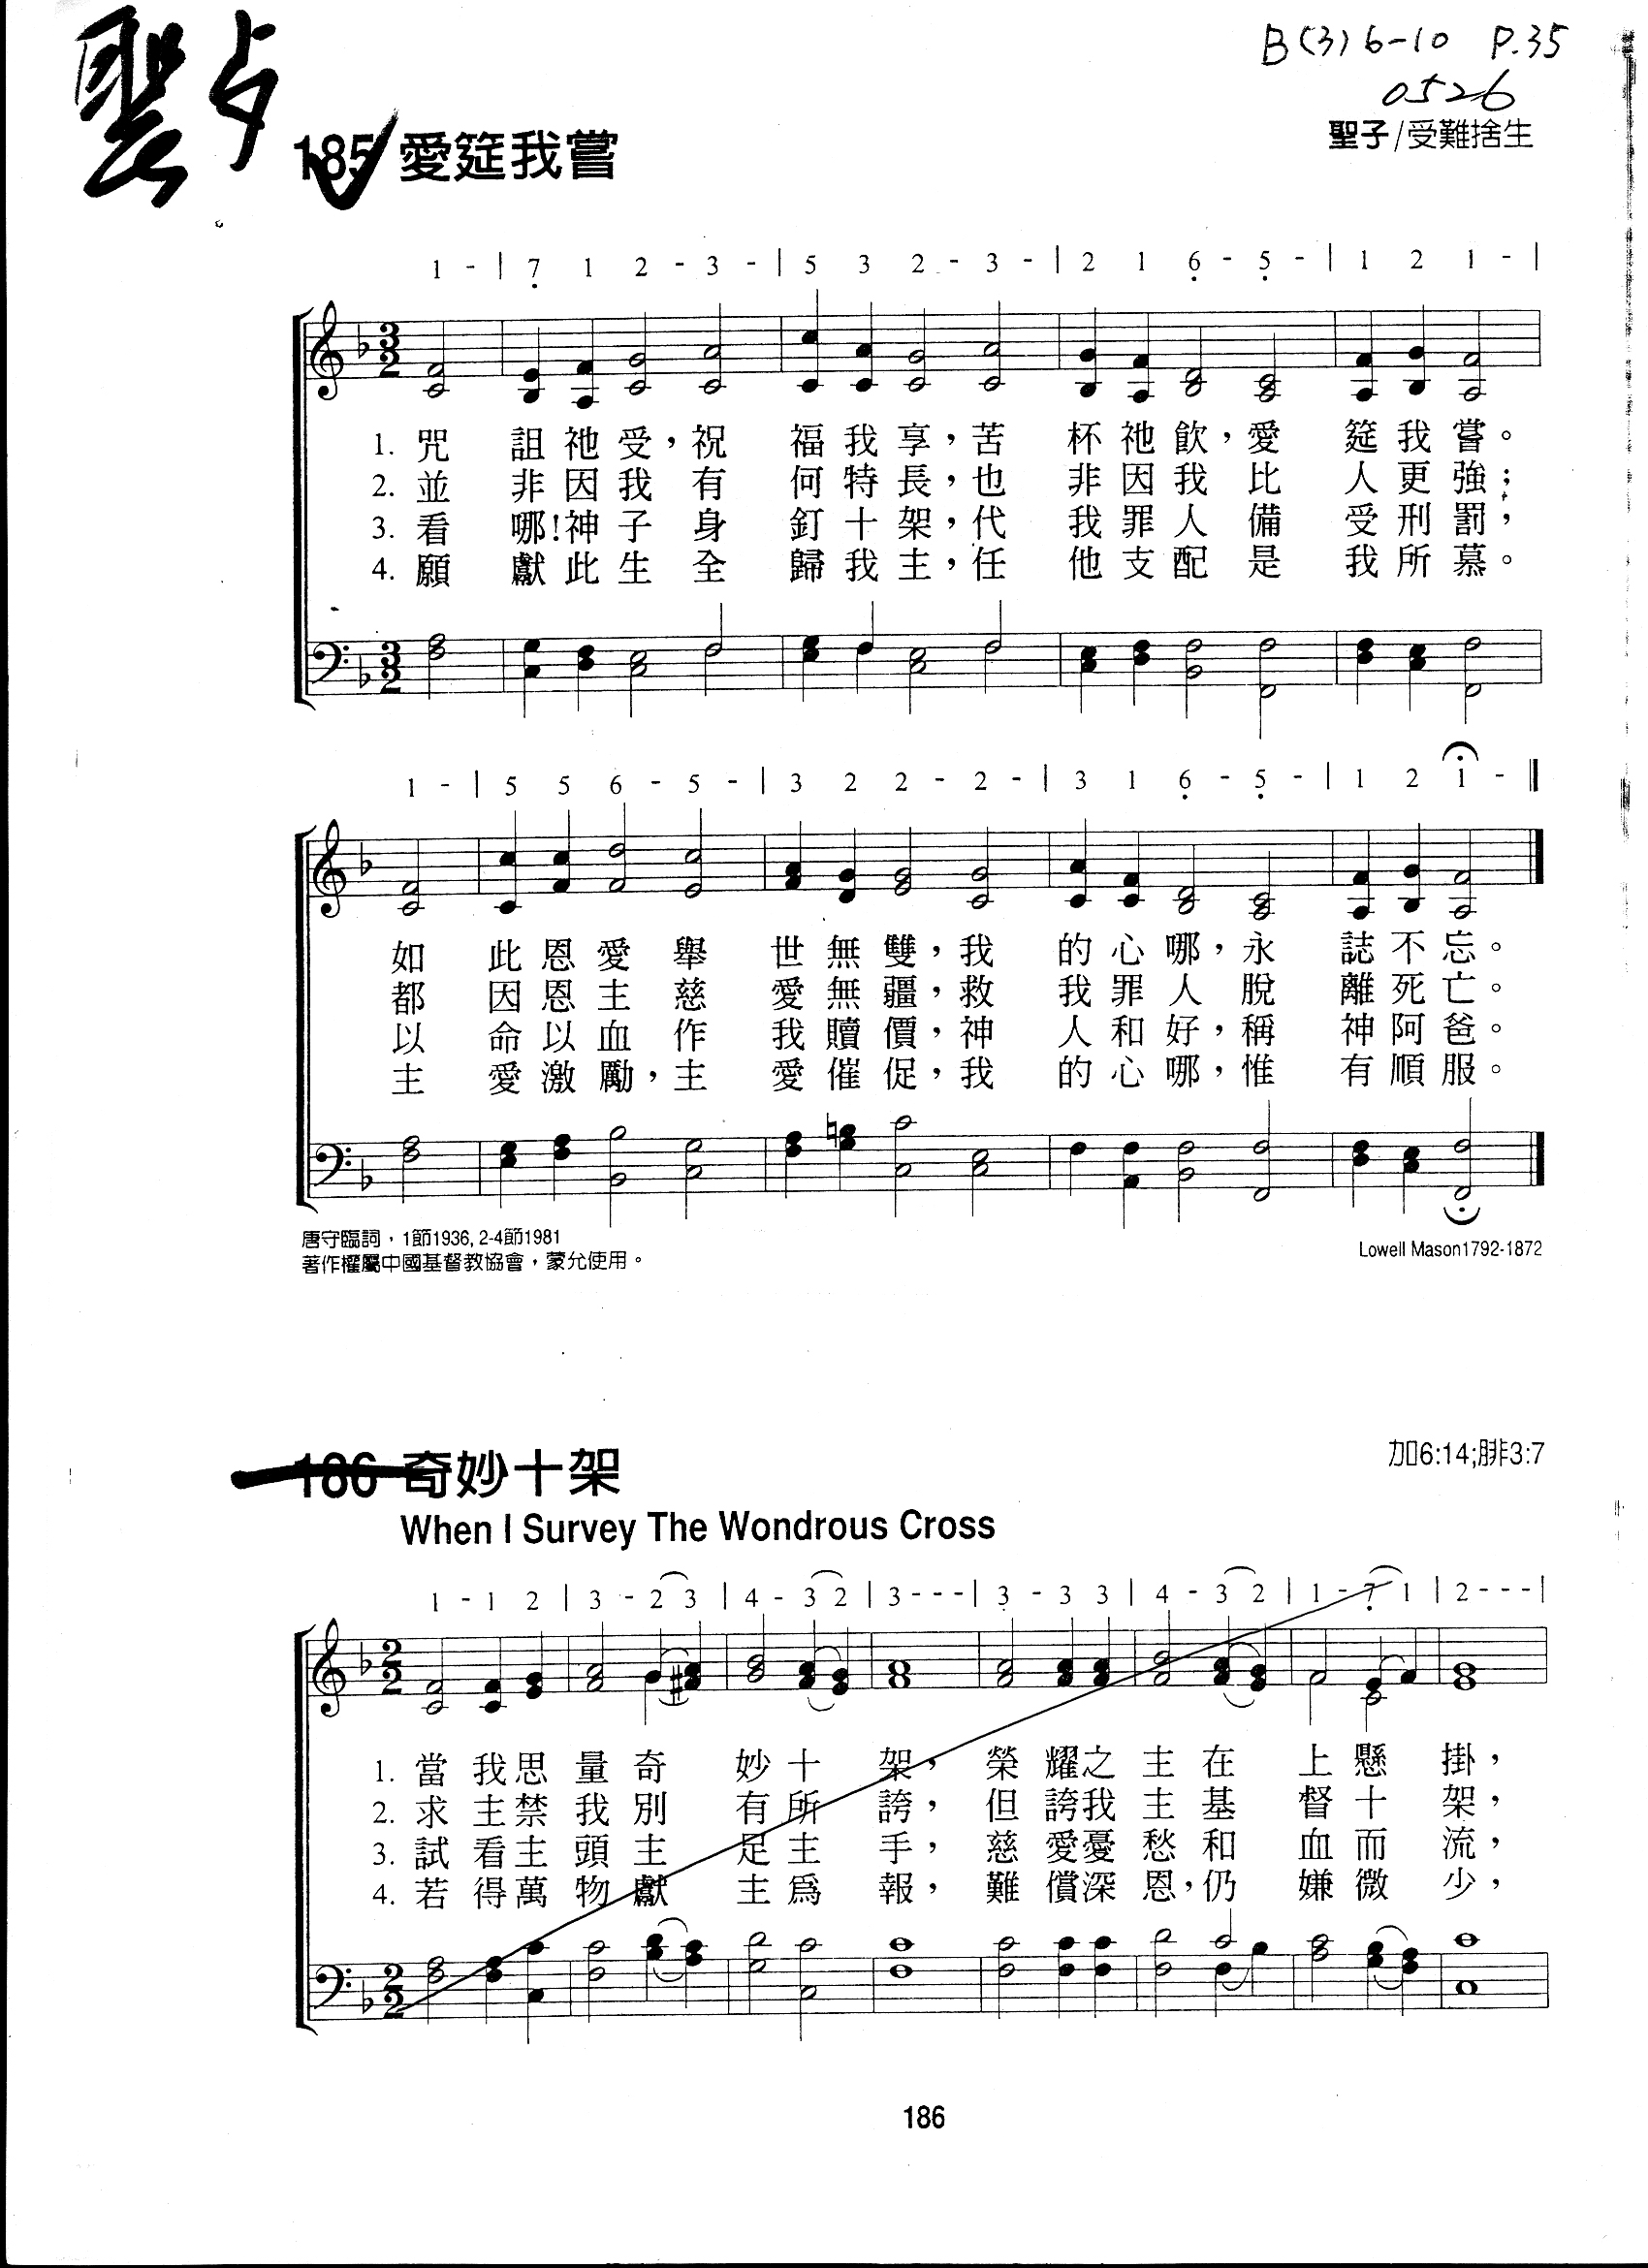 B(3)6-10 P.35
0526
聖子/受難捨生
185 愛筵我嘗
1 - | 7 1 2 - 3 - | 5 3 2 - 3 - | 2 1 6 - 5 - | 1 2 1 - |
1. 咒 詛祂受，祝 福我享，苦 杯祂飲，愛 筵我嘗。
2. 並 非因我有 何特長，也 非因我比 人更強；
3. 看 哪!神子身 釘十架，代 我罪人備 受刑罰，
4. 願 獻此生全 歸我主，任 他支配是 我所慕。
1 - | 5 5 6 - 5 - | 3 2 2 - 2 - | 3 1 6 - 5 - | 1 2 1 - ‖
如 此恩愛舉 世無雙，我 的心哪，永 誌不忘。
都 因恩主慈 愛無疆，救 我罪人脫 離死亡。
以 命以血作 我贖價，神 人和好，稱 神阿爸。
主 愛激勵，主 愛催促，我 的心哪，惟 有順服。
唐守臨詞，1節1936, 2-4節1981
著作權屬中國基督教協會，蒙允使用。
Lowell Mason1792-1872
186 奇妙十架
加6:14;腓3:7
When I Survey The Wondrous Cross
1 - 1 2 | 3 - 2 3 | 4 - 3 2 | 3 - - - | 3 - 3 3 | 4 - 3 2 | 1 - 7 1 | 2 - - - |
1. 當我思量奇妙十架，榮耀之主在上懸掛，
2. 求主禁我別有所誇，但誇我主基督十架，
3. 試看主頭主足主手，慈愛憂愁和血而流，
4. 若得萬物獻主爲報，難償深恩，仍嫌微少，
186